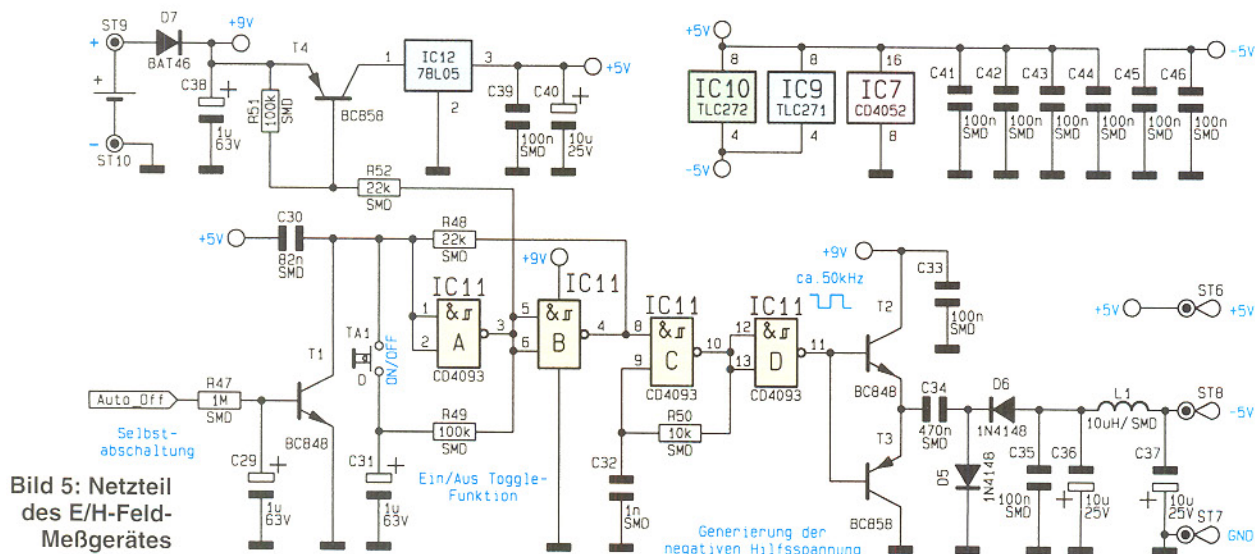 ST9
D7
BAT46
+
+
+9V
T4
IC12
78L05
1
3
2
+5V
C38
+
1u
63V
R51
100k
SMD
BC858
C39
100n
SMD
C40
+
10u
25V
-
ST10
R52
22k
SMD
+5V
8
IC10
TLC272
4
-5V
8
IC9
TLC271
4
16
IC7
CD4052
8
C41
100n
SMD
C42
100n
SMD
C43
100n
SMD
C44
100n
SMD
C45
100n
SMD
C46
100n
SMD
-5V
+5V
C30
82n
SMD
R48
22k
SMD
+9V
T1
TA1
D
ON/OFF
IC11
1
2
&
A
3
CD4093
IC11
5
6
&
B
4
IC11
8
9
&
C
10
CD4093
IC11
12
13
&
D
11
CD4093
ca.50kHz
+9V
T2
BC848
C33
100n
SMD
+5V
ST6
+5V
Auto_Off
R47
1M
SMD
Selbst-
abschaltung
BC848
C29
+
1u
63V
R49
100k
SMD
C31
+
1u
63V
Ein/Aus Toggle-
Funktion
R50
10k
SMD
C32
1n
SMD
T3
BC858
C34
470n
SMD
D6
1N4148
D5
1N4148
L1
10uH/SMD
ST8
-5V
C35
100n
SMD
C36
+
10u
25V
C37
+
10u
25V
ST7
GND
Generierung der
negativen Hilfsspannung
Bild 5: Netzteil
des E/H-Feld-
Meßgerätes